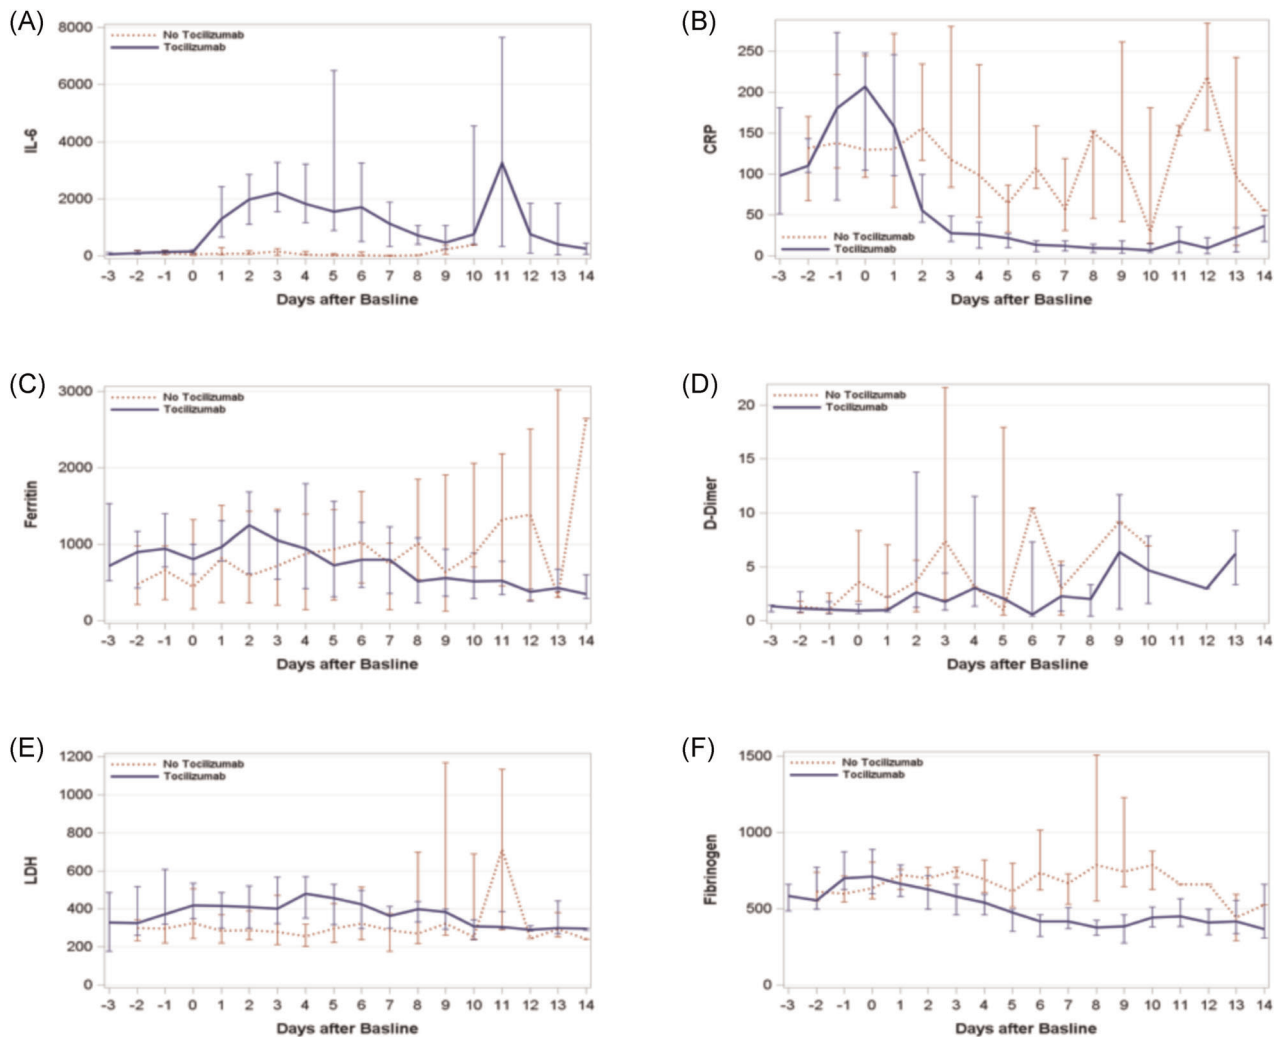 (A)
8000
6000
4000
2000
0
IL-6
No Tocilizumab
Tocilizumab
-3 -2 -1 0 1 2 3 4 5 6 7 8 9 10 11 12 13 14
Days after Basline
(B)
250
200
150
100
50
0
CRP
No Tocilizumab
Tocilizumab
-3 -2 -1 0 1 2 3 4 5 6 7 8 9 10 11 12 13 14
Days after Basline
(C)
3000
2000
1000
0
Ferritin
No Tocilizumab
Tocilizumab
-3 -2 -1 0 1 2 3 4 5 6 7 8 9 10 11 12 13 14
Days after Basline
(D)
20
15
10
5
0
D-Dimer
No Tocilizumab
Tocilizumab
-3 -2 -1 0 1 2 3 4 5 6 7 8 9 10 11 12 13 14
Days after Basline
(E)
1200
1000
800
600
400
200
0
LDH
No Tocilizumab
Tocilizumab
-3 -2 -1 0 1 2 3 4 5 6 7 8 9 10 11 12 13 14
Days after Basline
(F)
1500
1000
500
0
Fibrinogen
No Tocilizumab
Tocilizumab
-3 -2 -1 0 1 2 3 4 5 6 7 8 9 10 11 12 13 14
Days after Basline